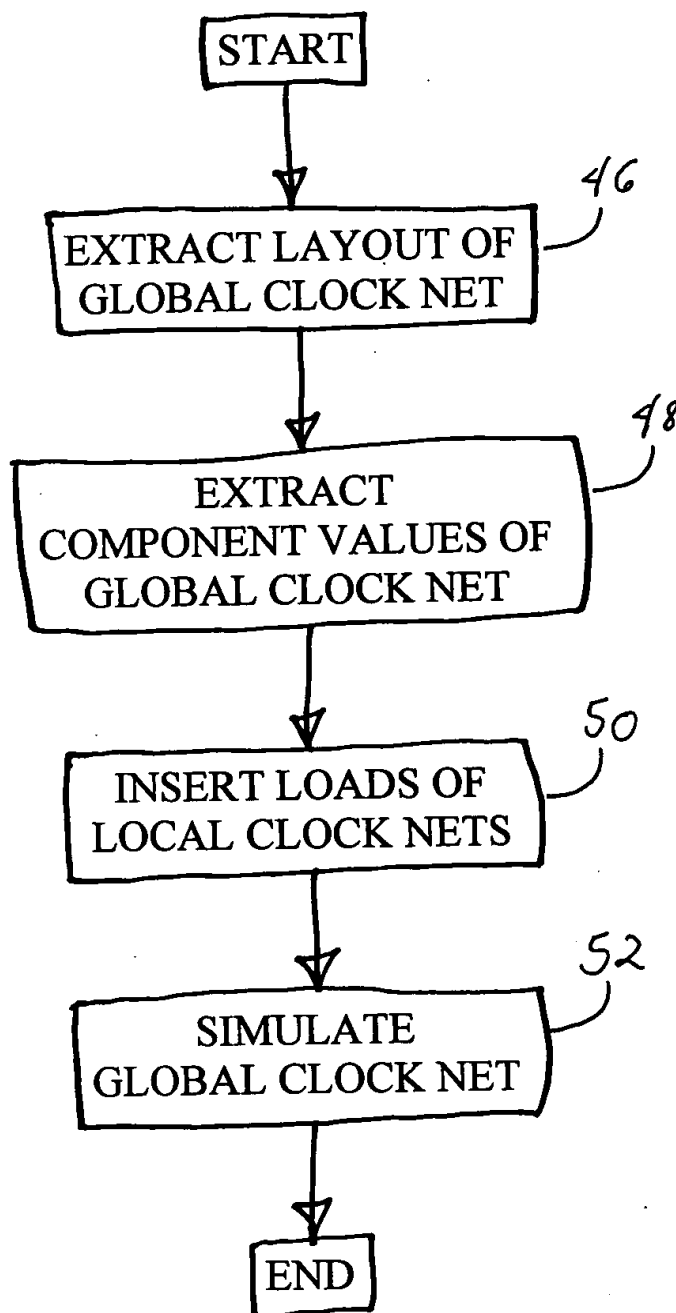 START
46
EXTRACT LAYOUT OF
GLOBAL CLOCK NET
48
EXTRACT
COMPONENT VALUES OF
GLOBAL CLOCK NET
50
INSERT LOADS OF
LOCAL CLOCK NETS
52
SIMULATE
GLOBAL CLOCK NET
END